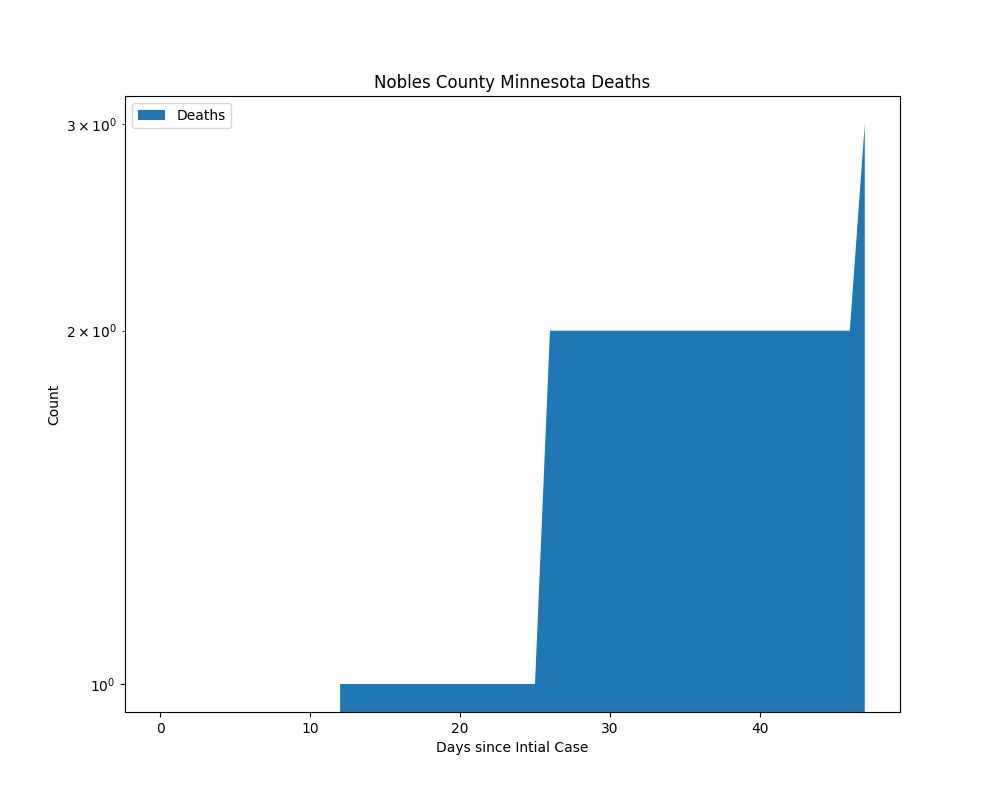 Nobles County Minnesota Deaths
Deaths
3 × 10⁰
2 × 10⁰
10⁰
Count
0 10 20 30 40
Days since Intial Case